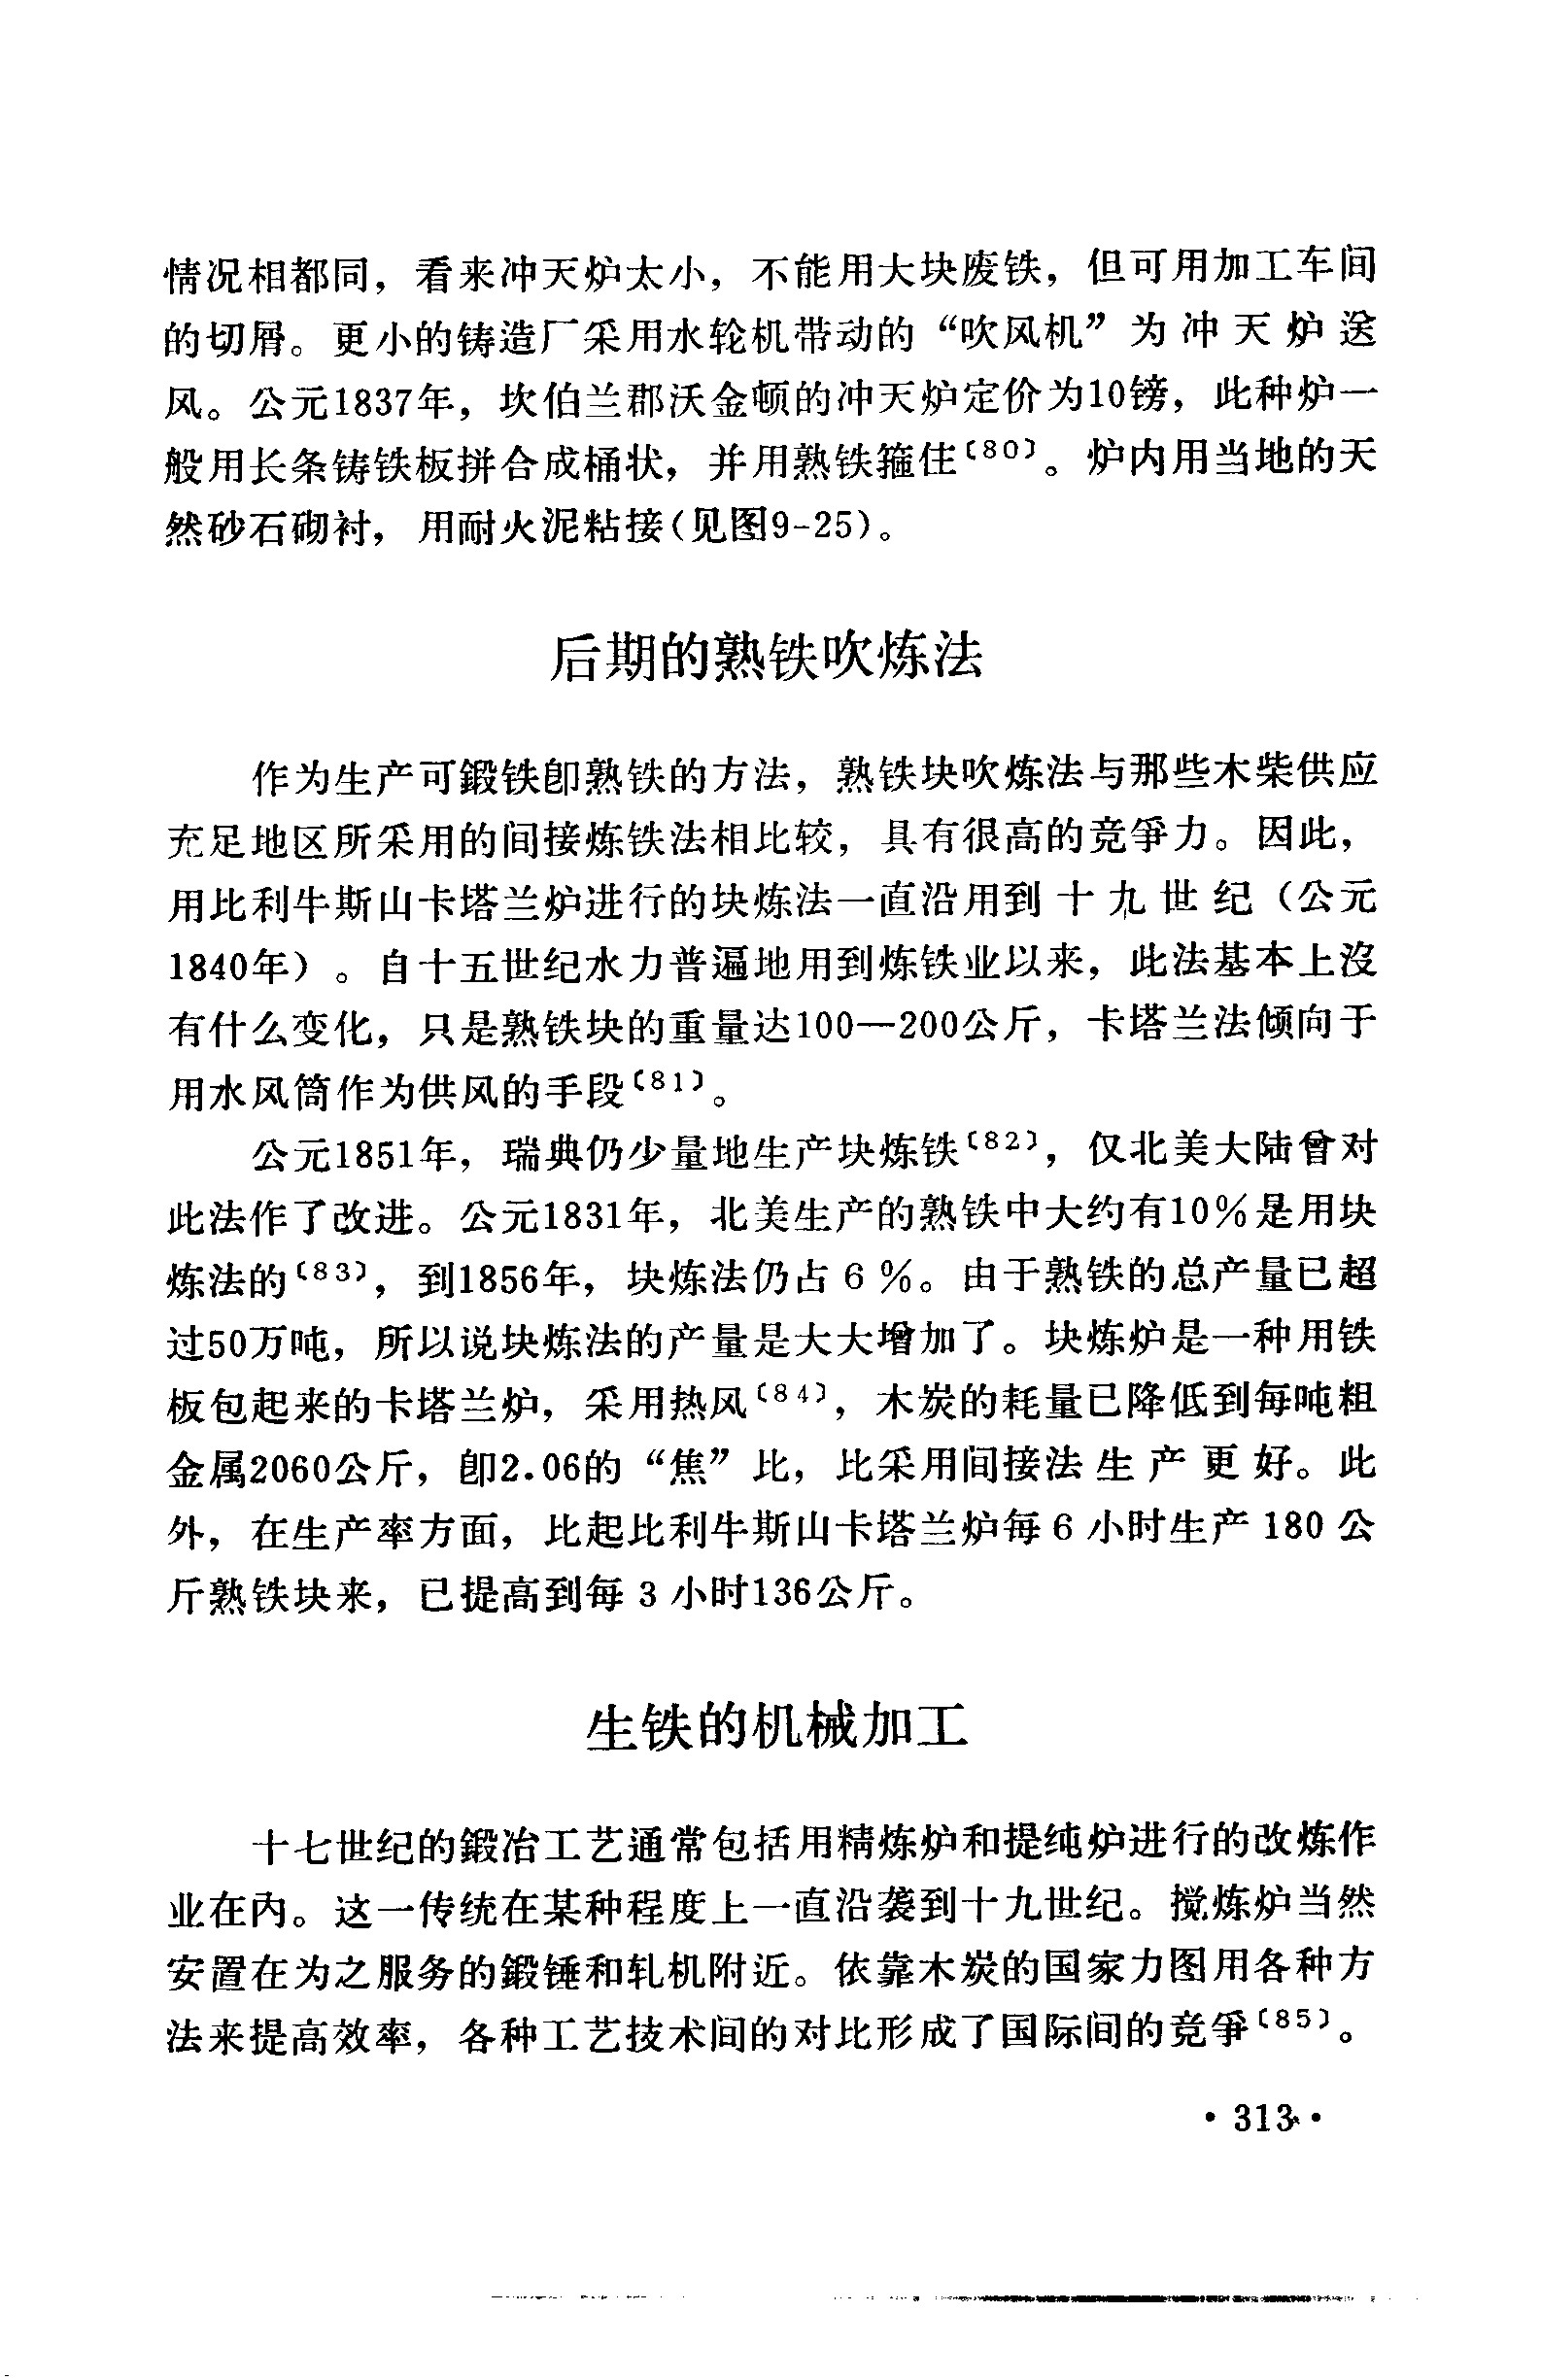 情况相都同，看来冲天炉太小，不能用大块废铁，但可用加工车间
的切屑。更小的铸造厂采用水轮机带动的“吹风机”为冲天炉送
风。公元1837年，坎伯兰郡沃金顿的冲天炉定价为10镑，此种炉一
般用长条铸铁板拼合成桶状，并用熟铁箍住〔80〕。炉内用当地的天
然砂石砌衬，用耐火泥粘接（见图9-25）。
后期的熟铁吹炼法
作为生产可鍛铁卽熟铁的方法，熟铁块吹炼法与那些木柴供应
充足地区所采用的间接炼铁法相比较，具有很高的竞爭力。因此，
用比利牛斯山卡塔兰炉进行的块炼法一直沿用到十九世纪（公元
1840年）。自十五世纪水力普遍地用到炼铁业以来，此法基本上沒
有什么变化，只是熟铁块的重量达100—200公斤，卡塔兰法倾向于
用水风筒作为供风的手段〔81〕。
公元1851年，瑞典仍少量地生产块炼铁〔82〕，仅北美大陆曾对
此法作了改进。公元1831年，北美生产的熟铁中大约有10％是用块
炼法的〔83〕，到1856年，块炼法仍占6％。由于熟铁的总产量已超
过50万吨，所以说块炼法的产量是大大增加了。块炼炉是一种用铁
板包起来的卡塔兰炉，采用热风〔84〕，木炭的耗量已降低到每吨粗
金属2060公斤，卽2.06的“焦”比，比采用间接法生产更好。此
外，在生产率方面，比起比利牛斯山卡塔兰炉每6小时生产180公
斤熟铁块来，已提高到每3小时136公斤。
生铁的机械加工
十七世纪的鍛冶工艺通常包括用精炼炉和提纯炉进行的改炼作
业在内。这一传统在某种程度上一直沿袭到十九世纪。搅炼炉当然
安置在为之服务的鍛锤和轧机附近。依靠木炭的国家力图用各种方
法来提高效率，各种工艺技术间的对比形成了国际间的竞爭〔85〕。
·313·